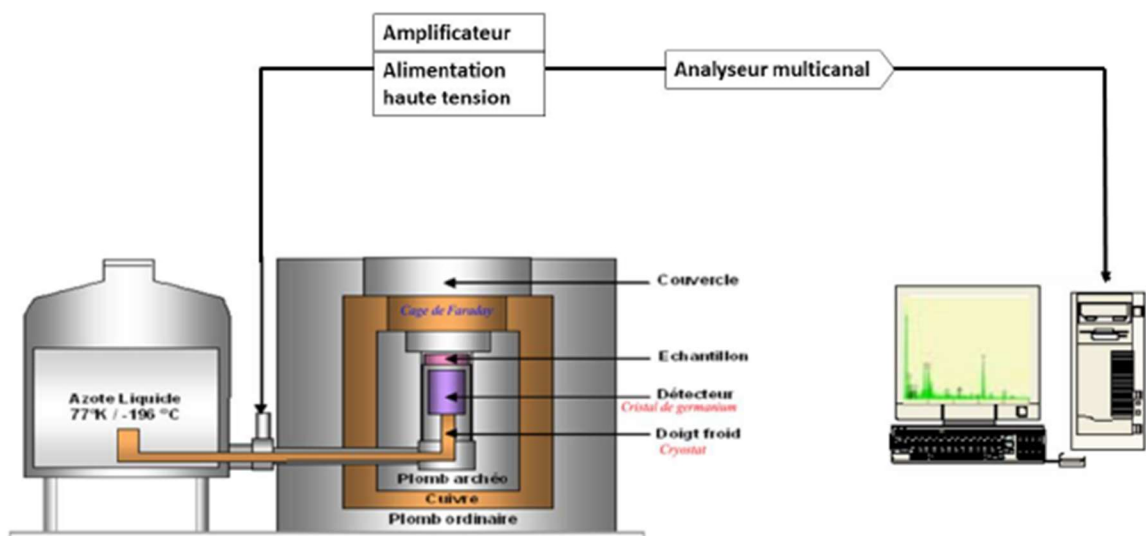 Amplificateur
Alimentation
haute tension
Analyseur multicanal
Couvercle
Cage de Faraday
Echantillon
Azote Liquide
77°K / -196 °C
Détecteur
Cristal de germanium
Doigt froid
Cryostat
Plomb archéo
Cuivre
Plomb ordinaire